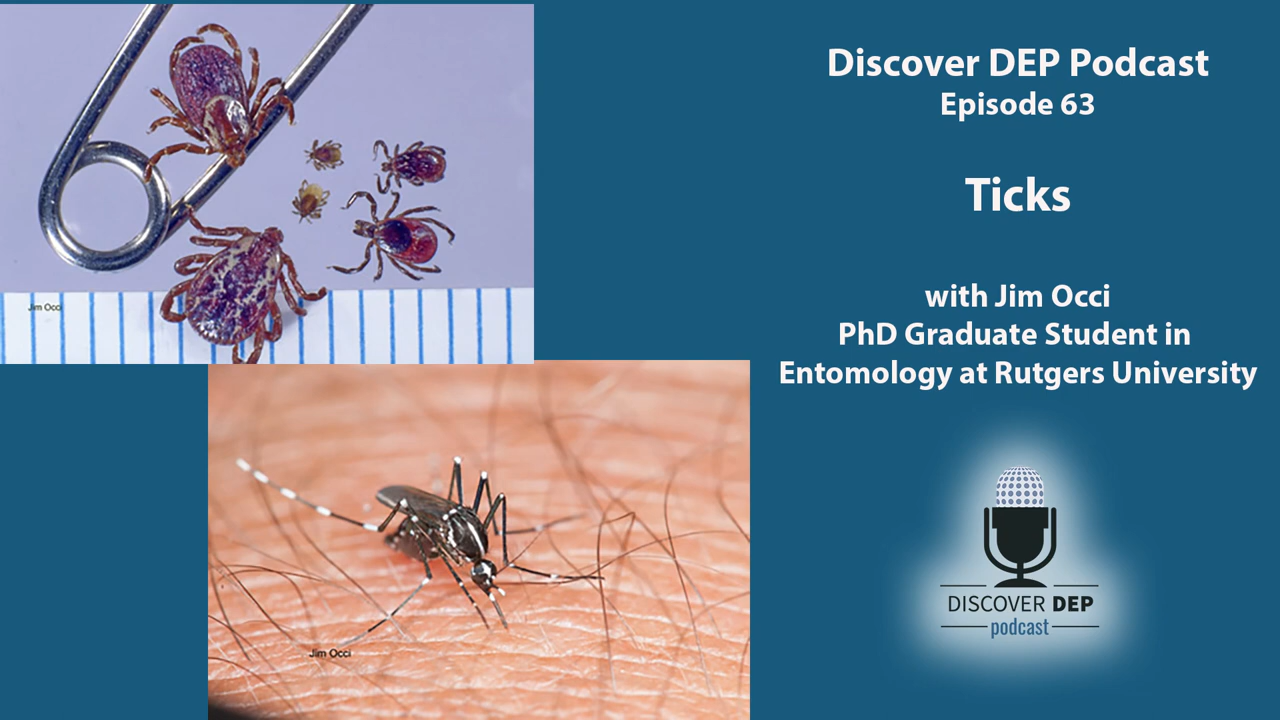 Discover DEP Podcast
Episode 63
Ticks
with Jim Occi
PhD Graduate Student in
Entomology at Rutgers University
Jim Occi
Jim Occi
DISCOVER DEP
podcast